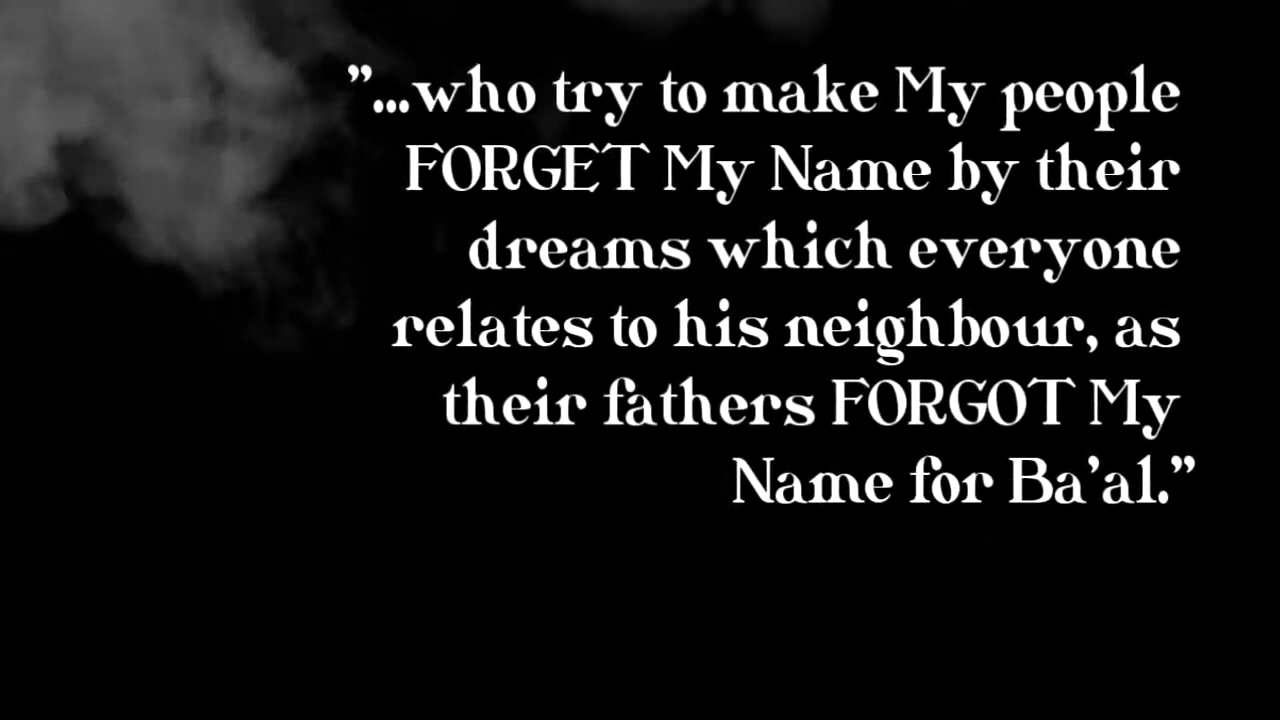 ”...who try to make My people
FORGET My Name by their
dreams which everyone
relates to his neighbour, as
their fathers FORGOT My
Name for Ba’al.”